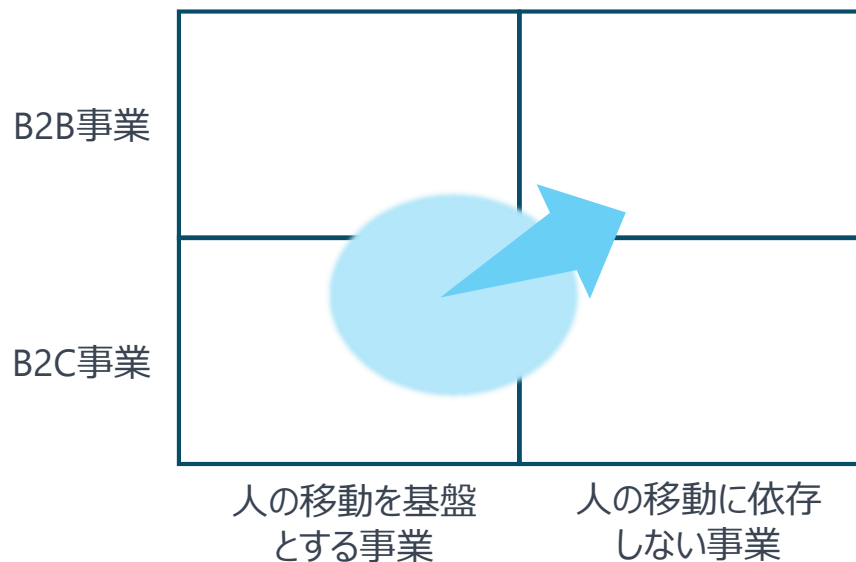 B2B事業
B2C事業
人の移動を基盤
とする事業
人の移動に依存
しない事業